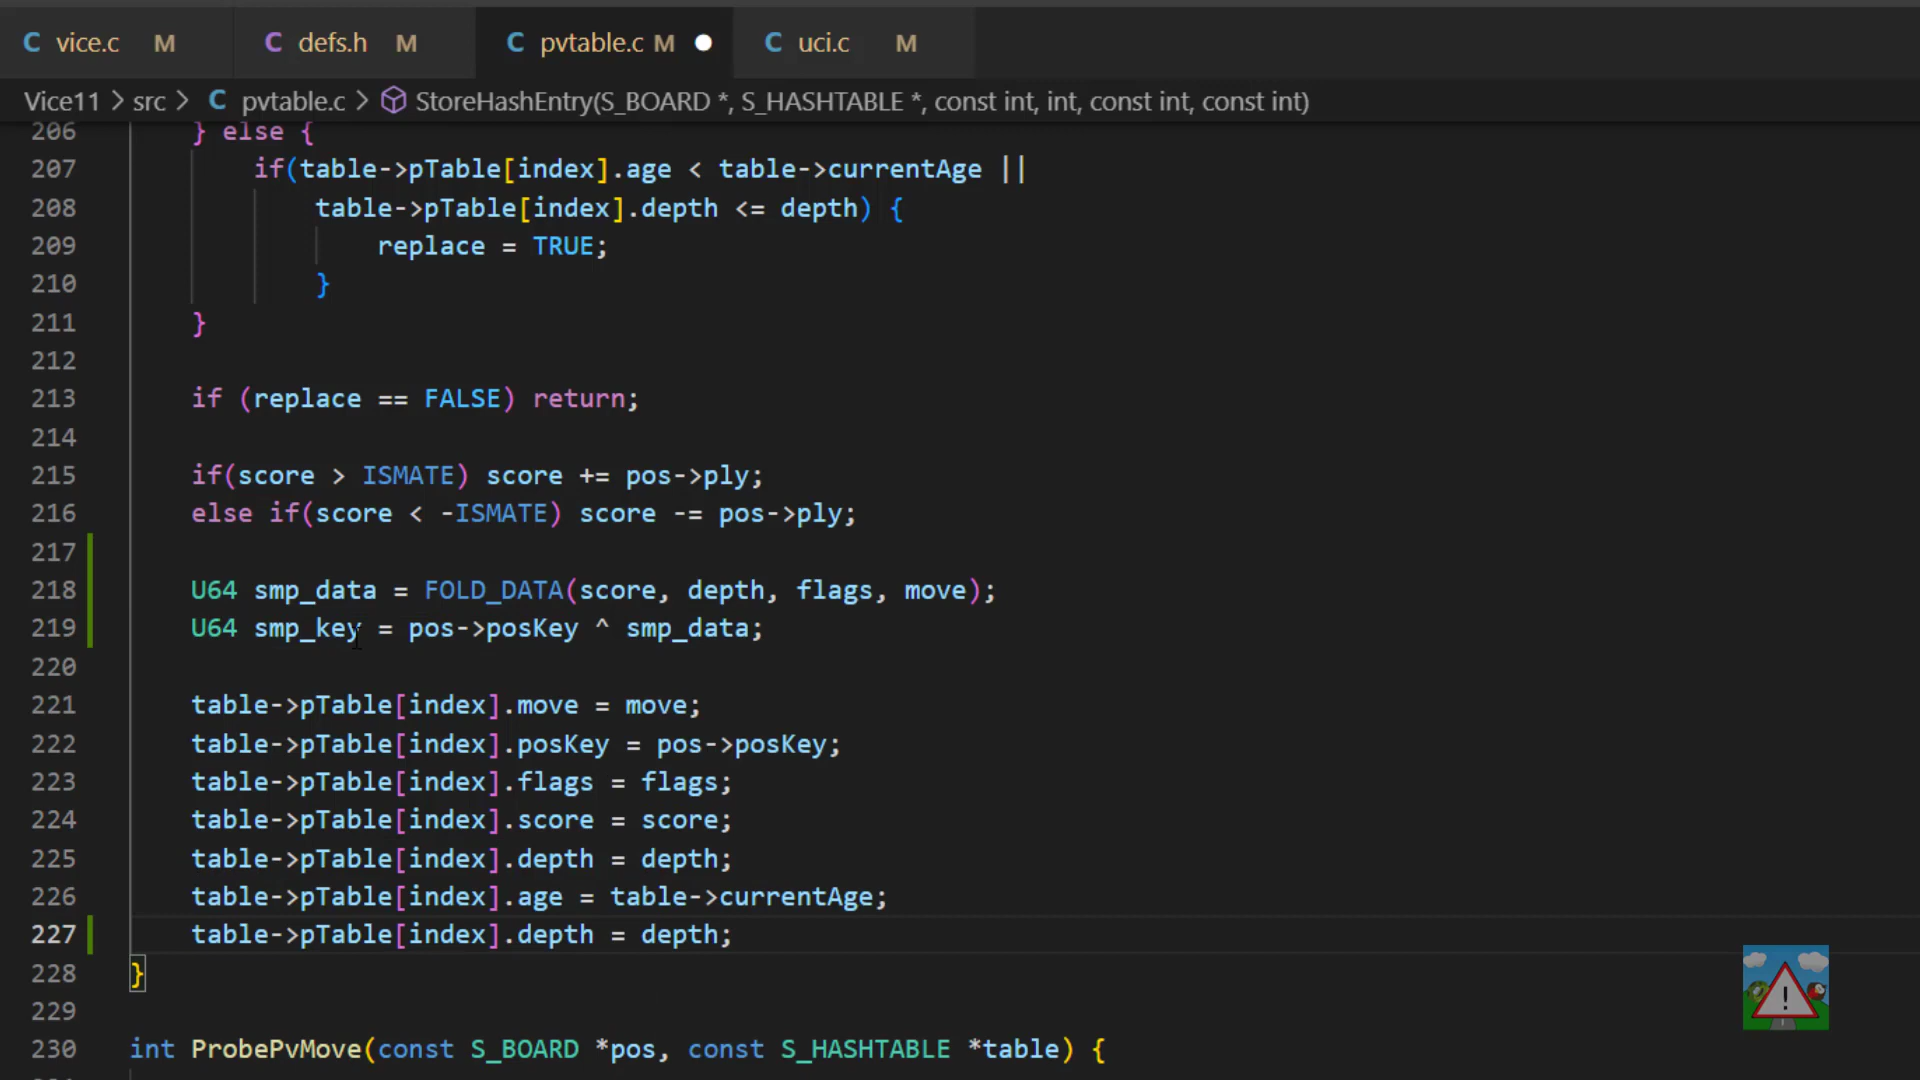 C vice.c M C defs.h M C pvtable.c M C uci.c M
Vice11 > src > C pvtable.c > StoreHashEntry(S_BOARD *, S_HASHTABLE *, const int, int, const int, const int)
206 } else {
207 if(table->pTable[index].age < table->currentAge ||
208 table->pTable[index].depth <= depth) {
209 replace = TRUE;
210 }
211 }
212
213 if (replace == FALSE) return;
214
215 if(score > ISMATE) score += pos->ply;
216 else if(score < -ISMATE) score -= pos->ply;
217
218 U64 smp_data = FOLD_DATA(score, depth, flags, move);
219 U64 smp_key = pos->posKey ^ smp_data;
220
221 table->pTable[index].move = move;
222 table->pTable[index].posKey = pos->posKey;
223 table->pTable[index].flags = flags;
224 table->pTable[index].score = score;
225 table->pTable[index].depth = depth;
226 table->pTable[index].age = table->currentAge;
227 table->pTable[index].depth = depth;
228 }
229
230 int ProbePvMove(const S_BOARD *pos, const S_HASHTABLE *table) {